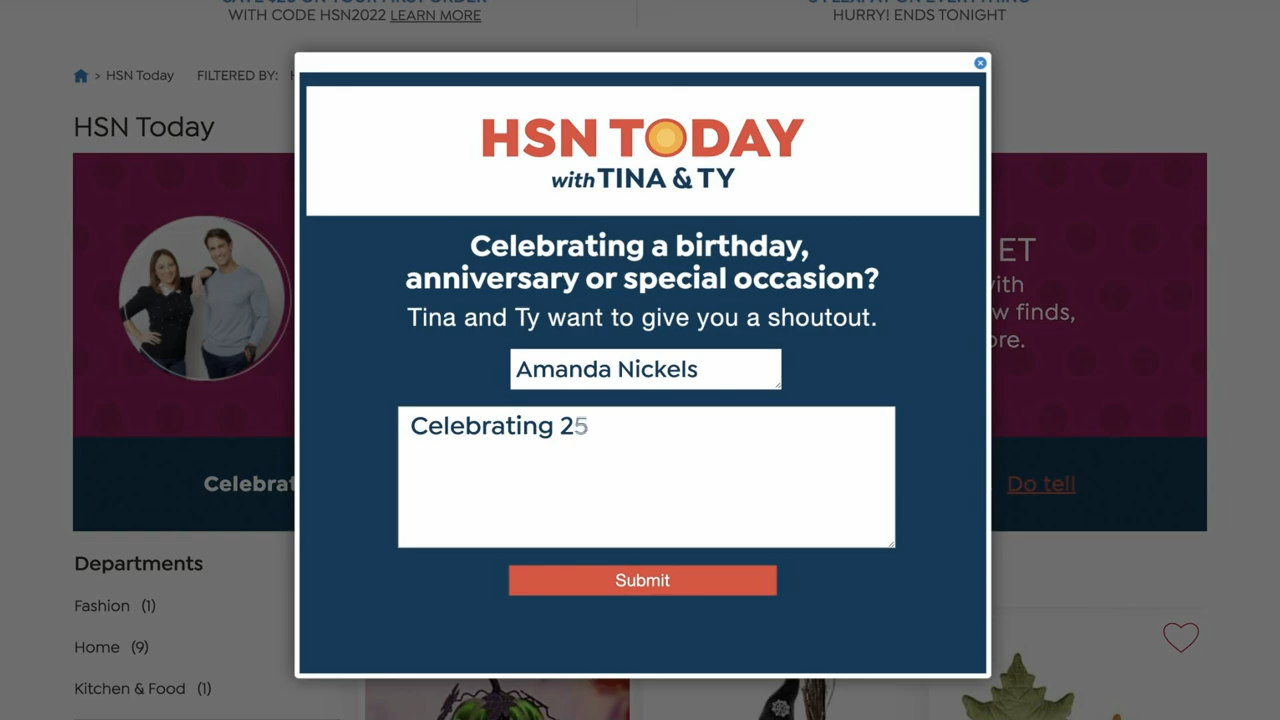 WITH CODE HSN2022 LEARN MORE
HURRY! ENDS TONIGHT
> HSN Today FILTERED BY:
HSN Today
HSN TODAY
with TINA & TY
Celebrating a birthday,
anniversary or special occasion?
Tina and Ty want to give you a shoutout.
Amanda Nickels
Celebrating 25
Submit
ET
ith
w finds,
ore.
Celebrat
Do tell
Departments
Fashion (1)
Home (9)
Kitchen & Food (1)